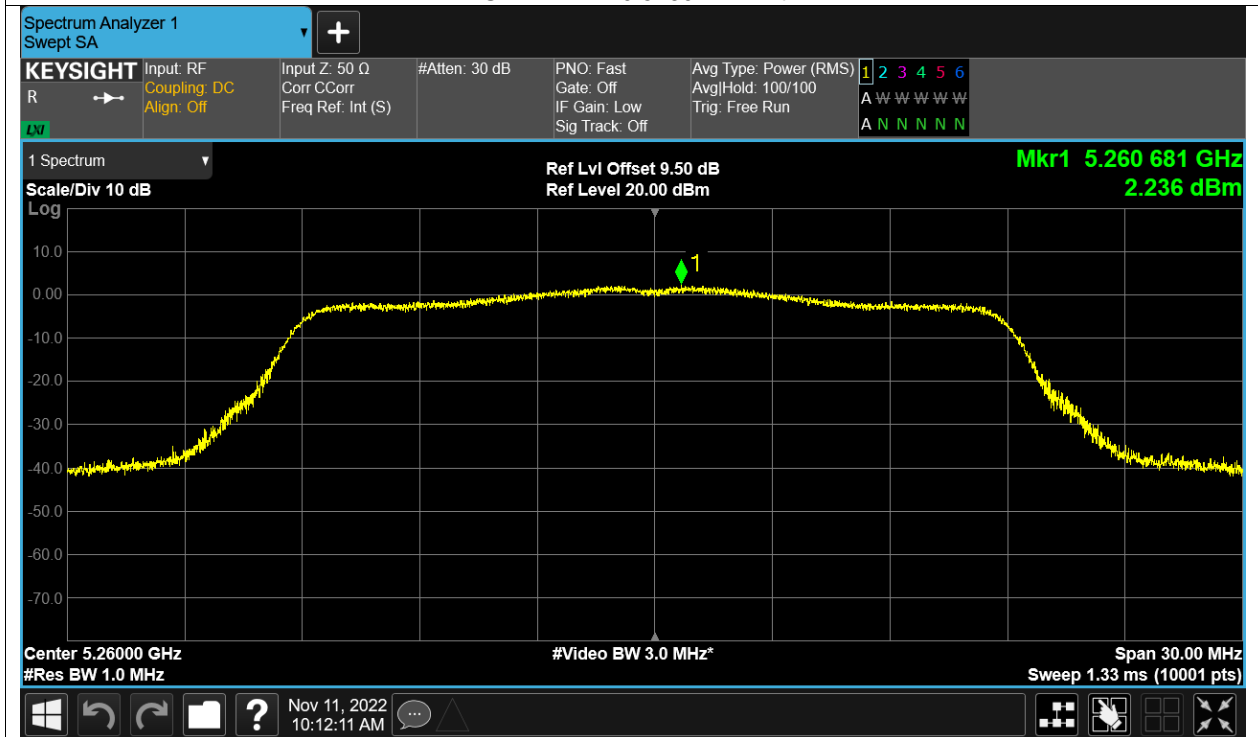 Spectrum Analyzer 1
Swept SA
+
KEYSIGHT
R
LXI
Input: RF
Coupling: DC
Align: Off
Input Z: 50 Ω
Corr CCorr
Freq Ref: Int (S)
#Atten: 30 dB
PNO: Fast
Gate: Off
IF Gain: Low
Sig Track: Off
Avg Type: Power (RMS)
Avg|Hold: 100/100
Trig: Free Run
1 2 3 4 5 6
A W W W W W
A N N N N N
1 Spectrum
Scale/Div 10 dB
Log
Ref Lvl Offset 9.50 dB
Ref Level 20.00 dBm
Mkr1 5.260 681 GHz
2.236 dBm
10.0
0.00
-10.0
-20.0
-30.0
-40.0
-50.0
-60.0
-70.0
1
Center 5.26000 GHz
#Res BW 1.0 MHz
#Video BW 3.0 MHz*
Span 30.00 MHz
Sweep 1.33 ms (10001 pts)
?
Nov 11, 2022
10:12:11 AM